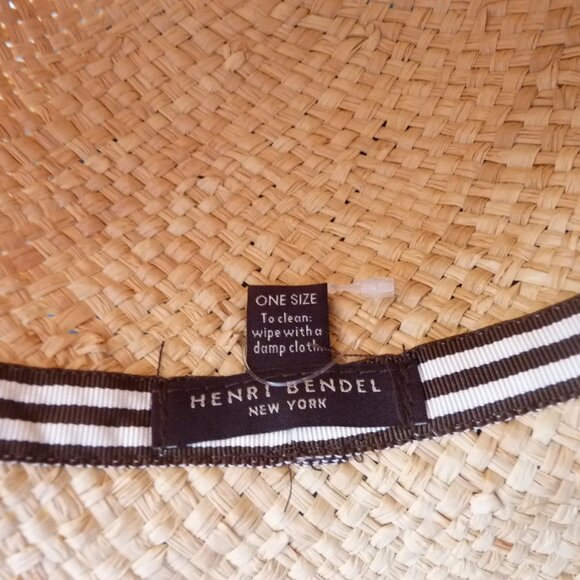 ONE SIZE
To clean:
wipe with a
damp cloth.
HENRI BENDEL
NEW YORK